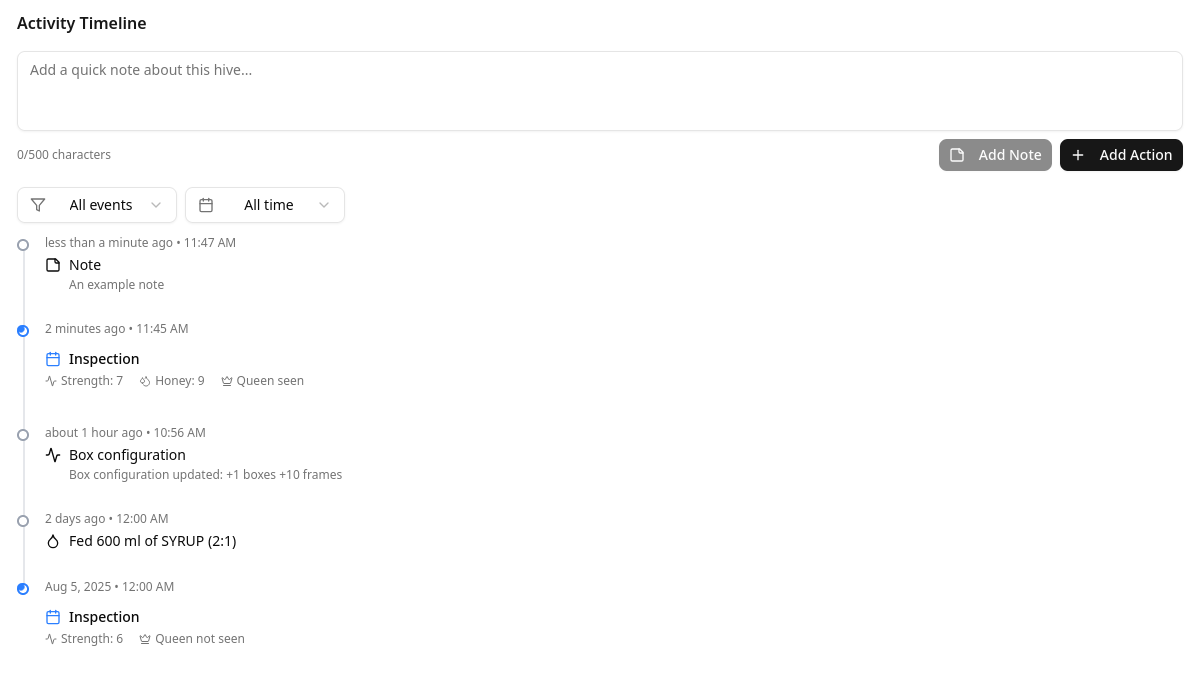 Activity Timeline
Add a quick note about this hive...
0/500 characters
Add Note
Add Action
All events
All time
less than a minute ago • 11:47 AM
Note
An example note
2 minutes ago • 11:45 AM
Inspection
Strength: 7 Honey: 9 Queen seen
about 1 hour ago • 10:56 AM
Box configuration
Box configuration updated: +1 boxes +10 frames
2 days ago • 12:00 AM
Fed 600 ml of SYRUP (2:1)
Aug 5, 2025 • 12:00 AM
Inspection
Strength: 6 Queen not seen